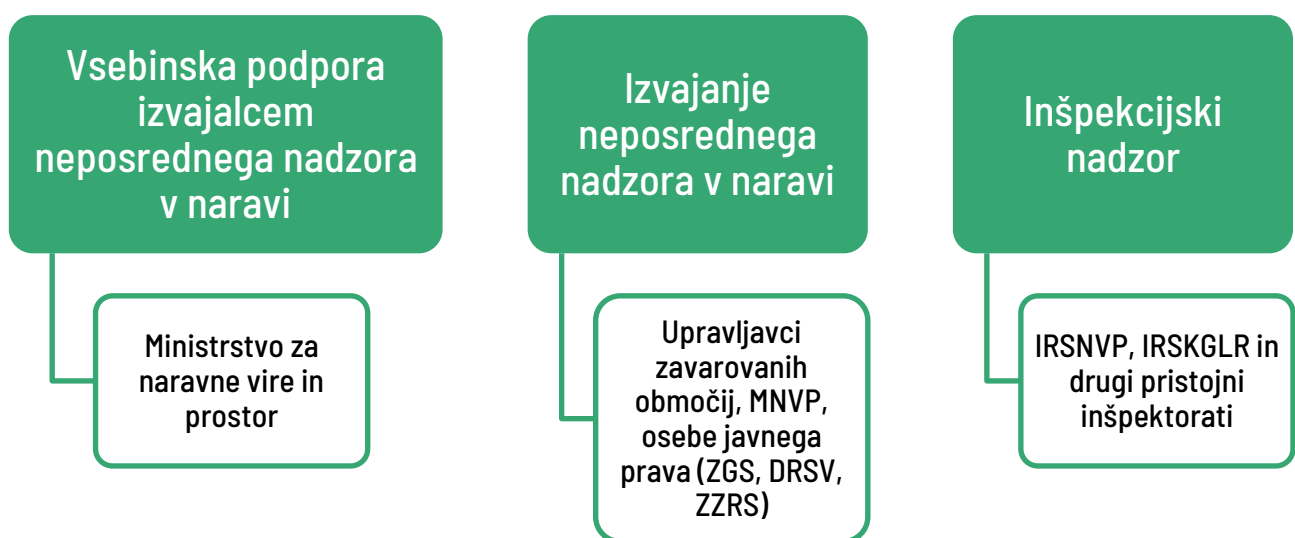 Vsebinska podpora
izvajalcem
neposrednega nadzora
v naravi
Ministrstvo za
naravne vire in
prostor
Izvajanje
neposrednega
nadzora v naravi
Upravljavci
zavarovanih
območij, MNVP,
osebe javnega
prava (ZGS, DRSV,
ZZRS)
Inšpekcijski
nadzor
IRSNVP, IRSKGLR in
drugi pristojni
inšpektorati